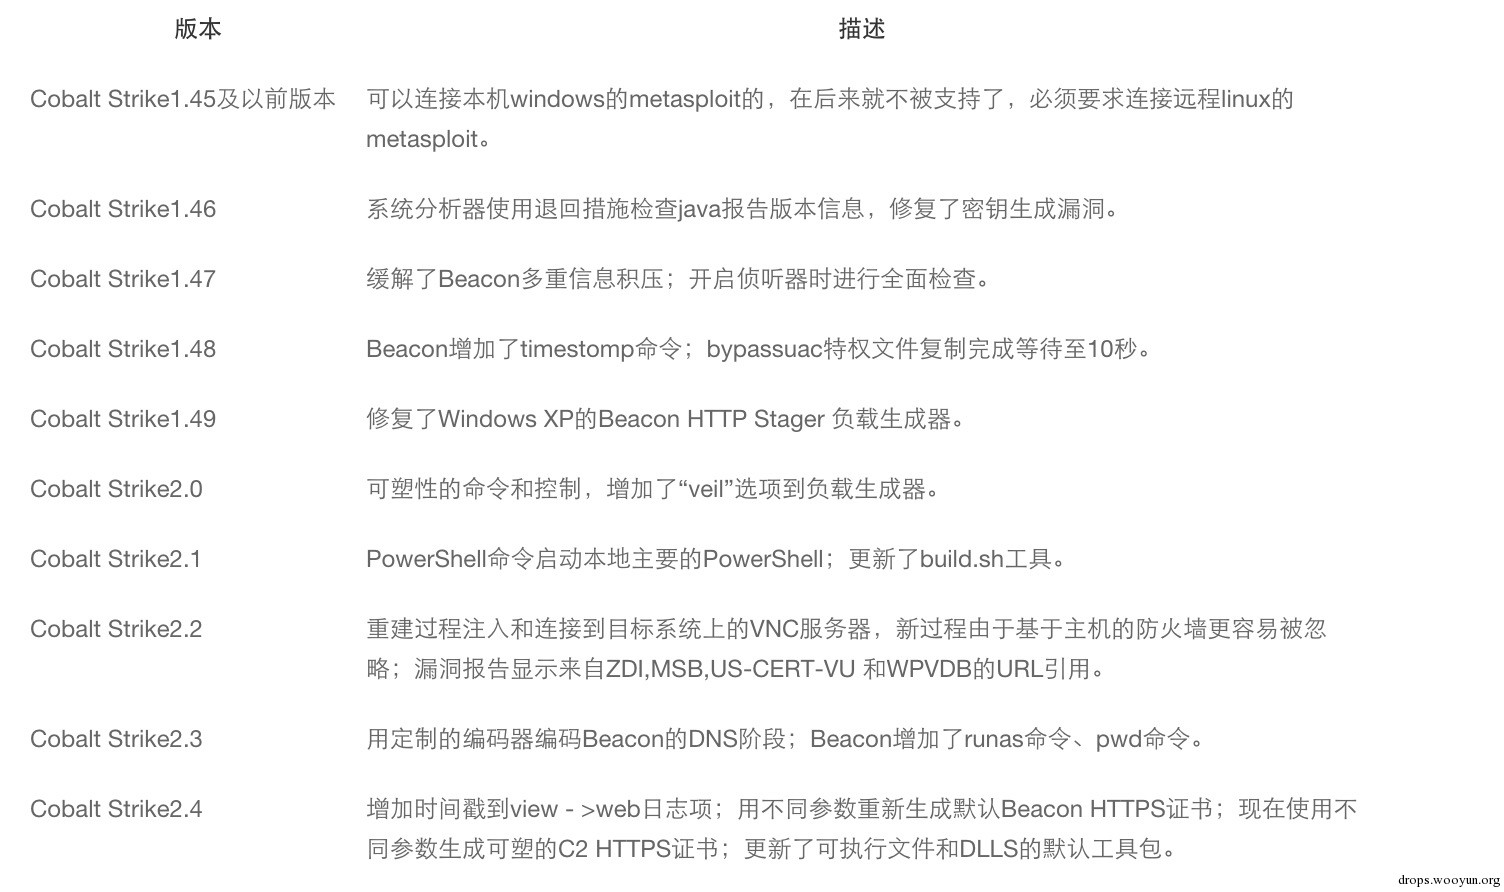 版本 描述
Cobalt Strike1.45及以前版本 可以连接本机windows的metasploit的，在后来就不被支持了，必须要求连接远程linux的
metasploit。
Cobalt Strike1.46 系统分析器使用退回措施检查java报告版本信息，修复了密钥生成漏洞。
Cobalt Strike1.47 缓解了Beacon多重信息积压；开启侦听器时进行全面检查。
Cobalt Strike1.48 Beacon增加了timestomp命令；bypassuac特权文件复制完成等待至10秒。
Cobalt Strike1.49 修复了Windows XP的Beacon HTTP Stager 负载生成器。
Cobalt Strike2.0 可塑性的命令和控制，增加了“veil”选项到负载生成器。
Cobalt Strike2.1 PowerShell命令启动本地主要的PowerShell；更新了build.sh工具。
Cobalt Strike2.2 重建过程注入和连接到目标系统上的VNC服务器，新过程由于基于主机的防火墙更容易被忽
略；漏洞报告显示来自ZDI,MSB,US-CERT-VU 和WPVDB的URL引用。
Cobalt Strike2.3 用定制的编码器编码Beacon的DNS阶段；Beacon增加了runas命令、pwd命令。
Cobalt Strike2.4 增加时间戳到view - >web日志项；用不同参数重新生成默认Beacon HTTPS证书；现在使用不
同参数生成可塑的C2 HTTPS证书；更新了可执行文件和DLLS的默认工具包。
drops.wooyun.org